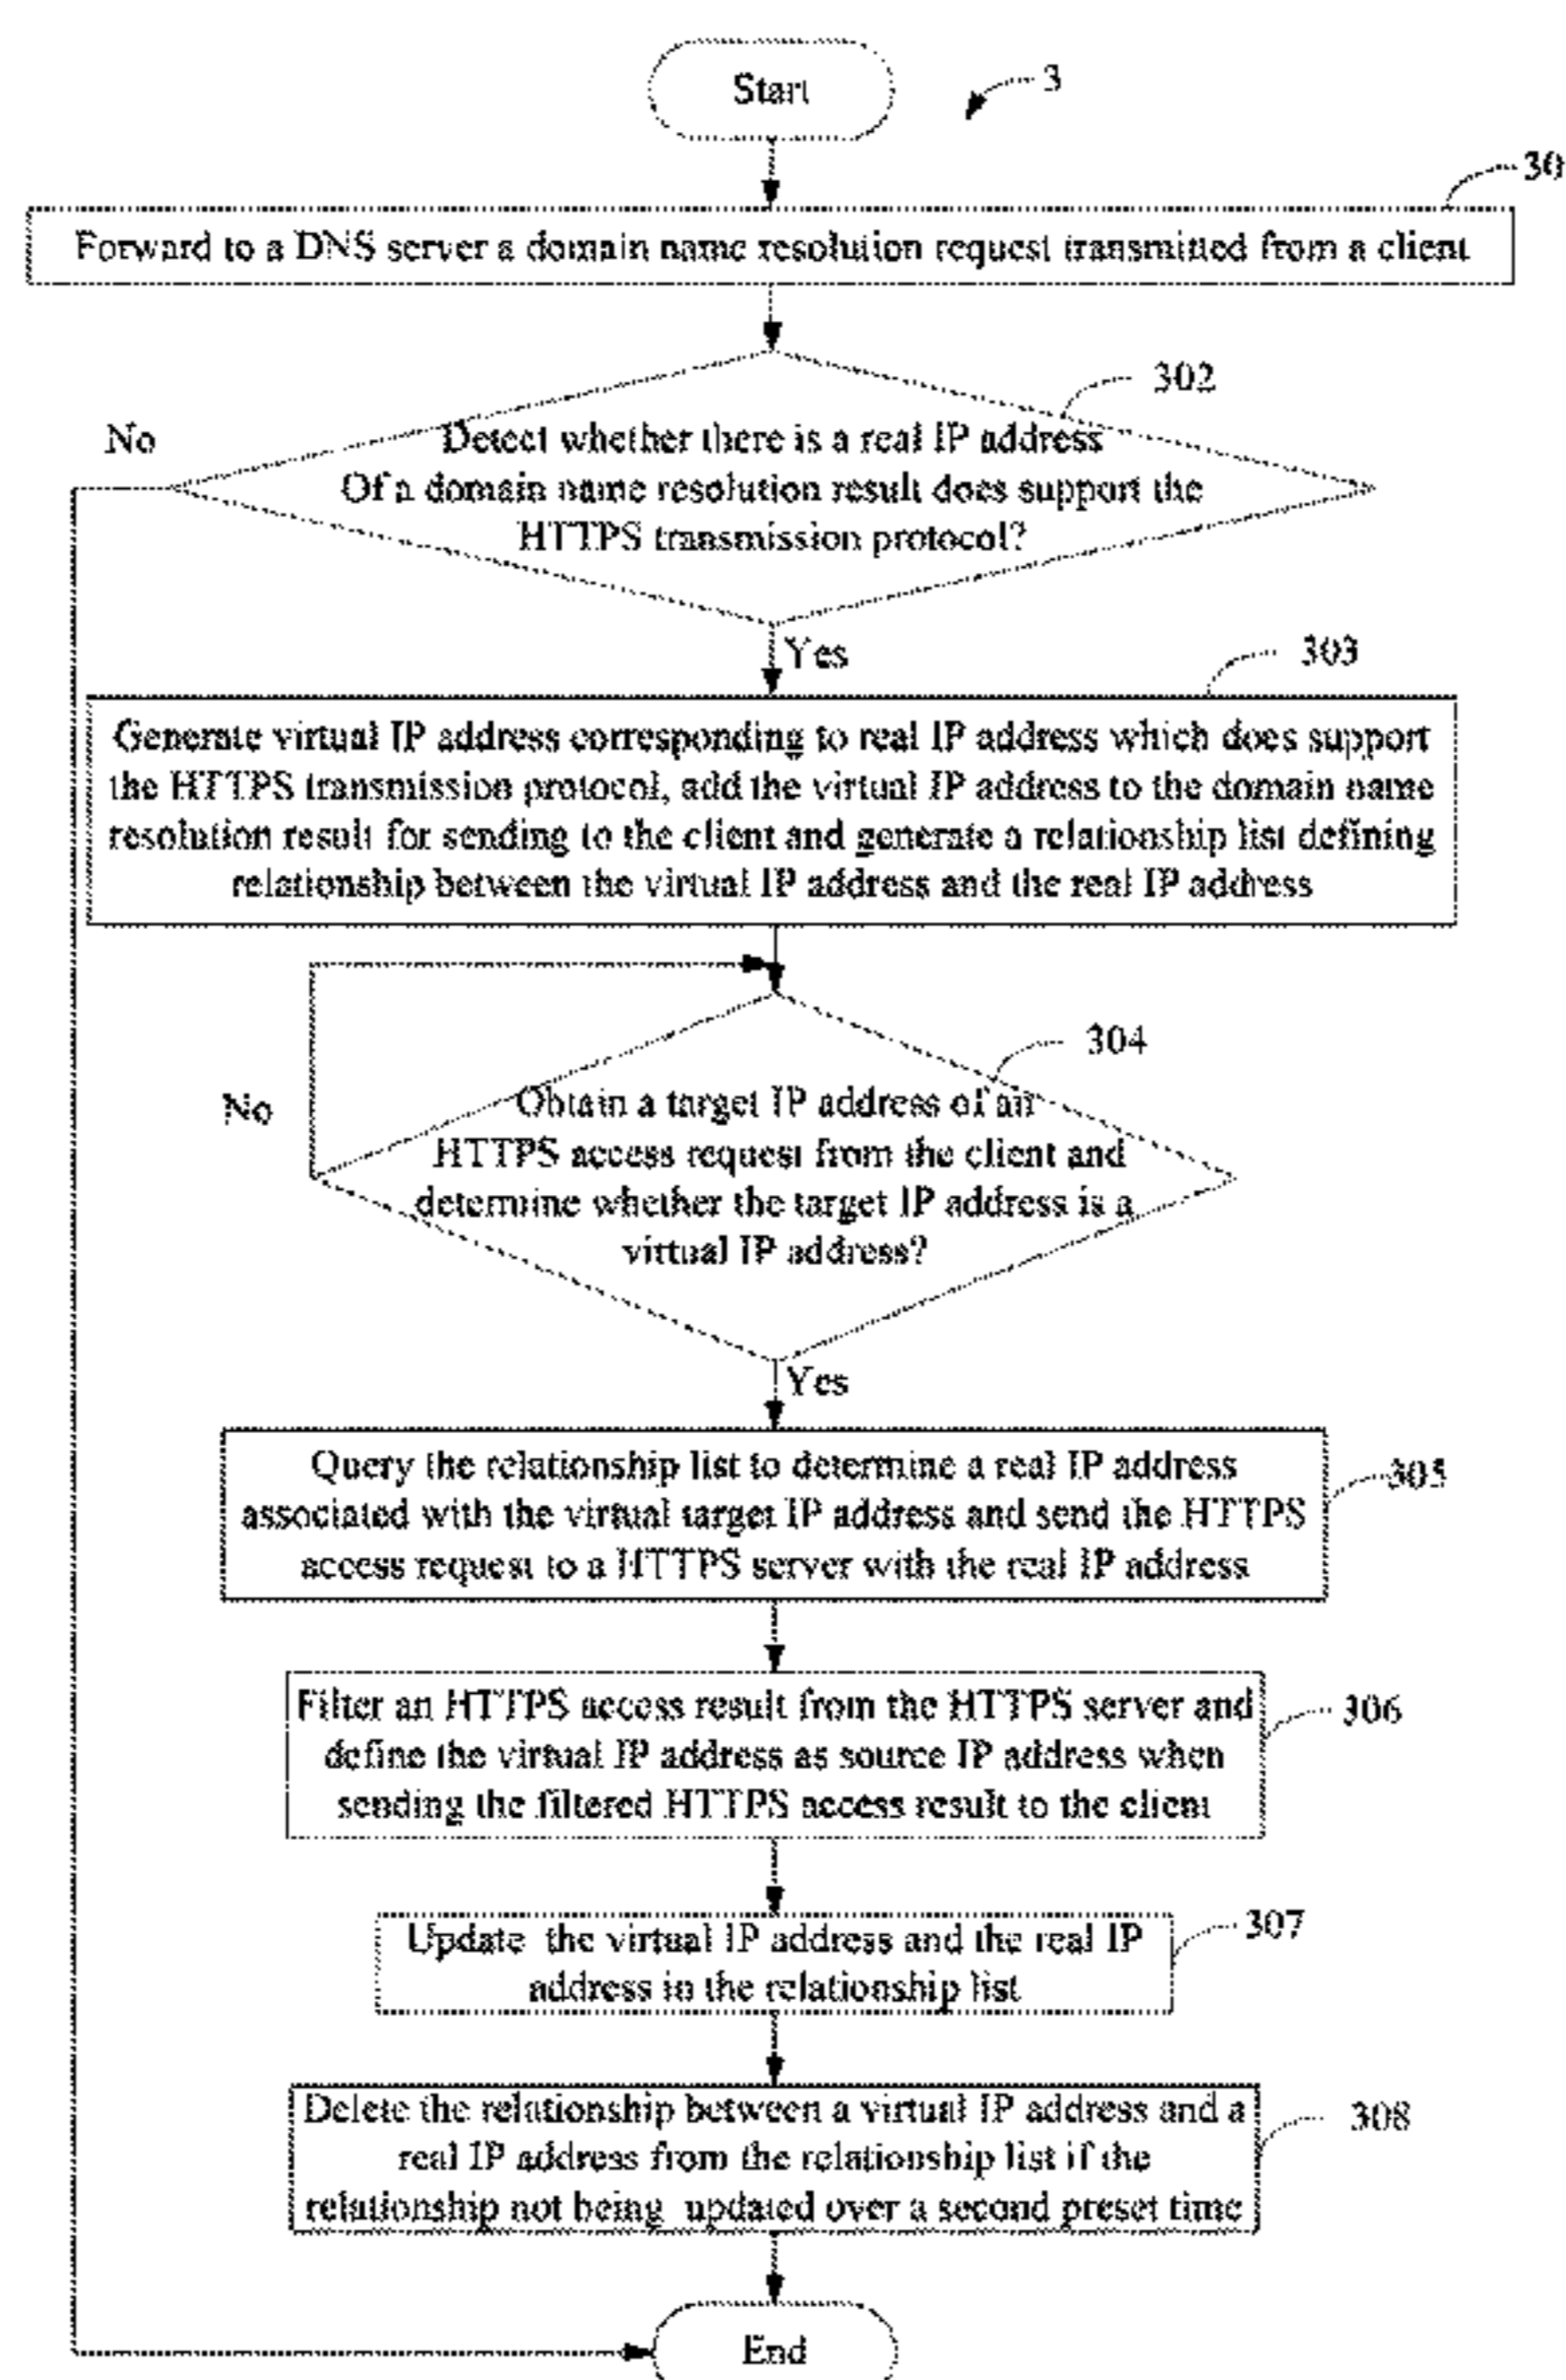 Start
3
30
Forward to a DNS server a domain name resolution request transmitted from a client
302
No
Detect whether there is a real IP address
Of a domain name resolution result does support the
HTTPS transmission protocol?
Yes
303
Generate virtual IP address corresponding to real IP address which does support
the HTTPS transmission protocol, add the virtual IP address to the domain name
resolution result for sending to the client and generate a relationship list defining
relationship between the virtual IP address and the real IP address
304
No
Obtain a target IP address of an
HTTPS access request from the client and
determine whether the target IP address is a
virtual IP address?
Yes
Query the relationship list to determine a real IP address
associated with the virtual target IP address and send the HTTPS
access request to a HTTPS server with the real IP address
305
Filter an HTTPS access result from the HTTPS server and
define the virtual IP address as source IP address when
sending the filtered HTTPS access result to the client
306
Update the virtual IP address and the real IP
address in the relationship list
307
Delete the relationship between a virtual IP address and a
real IP address from the relationship list if the
relationship not being updated over a second preset time
308
End